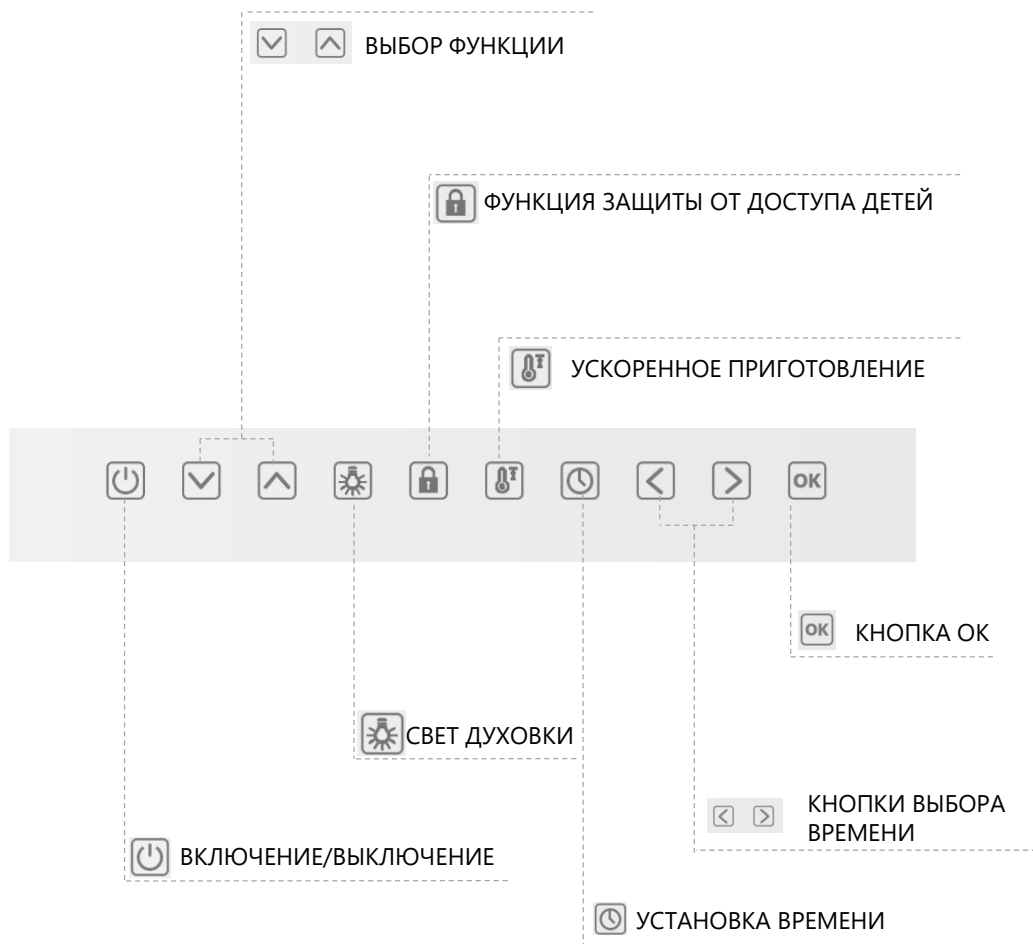 ВЫБОР ФУНКЦИИ
ФУНКЦИЯ ЗАЩИТЫ ОТ ДОСТУПА ДЕТЕЙ
УСКОРЕННОЕ ПРИГОТОВЛЕНИЕ
OK
OK КНОПКА ОК
СВЕТ ДУХОВКИ
КНОПКИ ВЫБОРА
ВРЕМЕНИ
ВКЛЮЧЕНИЕ/ВЫКЛЮЧЕНИЕ
УСТАНОВКА ВРЕМЕНИ